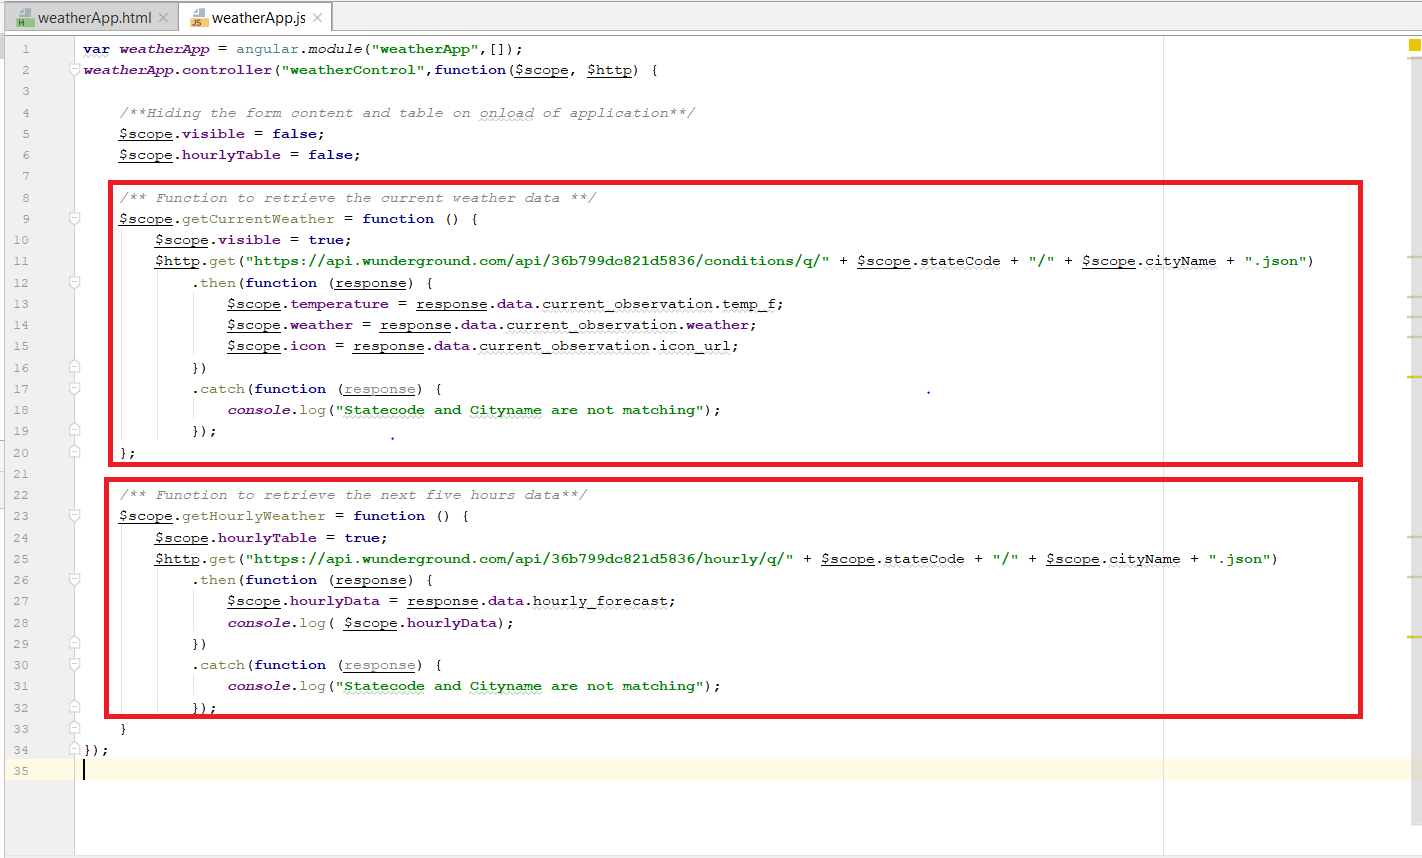 weatherApp.html
weatherApp.js
1 var weatherApp = angular.module("weatherApp",[]);
2 weatherApp.controller("weatherControl",function($scope, $http) {
3
4 /**Hiding the form content and table on onload of application**/
5 $scope.visible = false;
6 $scope.hourlyTable = false;
7
8 /** Function to retrieve the current weather data **/
9 $scope.getCurrentWeather = function () {
10 $scope.visible = true;
11 $http.get("https://api.wunderground.com/api/36b799dc821d5836/conditions/q/" + $scope.stateCode + "/" + $scope.cityName + ".json")
12 .then(function (response) {
13 $scope.temperature = response.data.current_observation.temp_f;
14 $scope.weather = response.data.current_observation.weather;
15 $scope.icon = response.data.current_observation.icon_url;
16 })
17 .catch(function (response) {
18 console.log("Statecode and Cityname are not matching");
19 });
20 };
21
22 /** Function to retrieve the next five hours data**/
23 $scope.getHourlyWeather = function () {
24 $scope.hourlyTable = true;
25 $http.get("https://api.wunderground.com/api/36b799dc821d5836/hourly/q/" + $scope.stateCode + "/" + $scope.cityName + ".json")
26 .then(function (response) {
27 $scope.hourlyData = response.data.hourly_forecast;
28 console.log( $scope.hourlyData);
29 })
30 .catch(function (response) {
31 console.log("Statecode and Cityname are not matching");
32 });
33 }
34 });
35